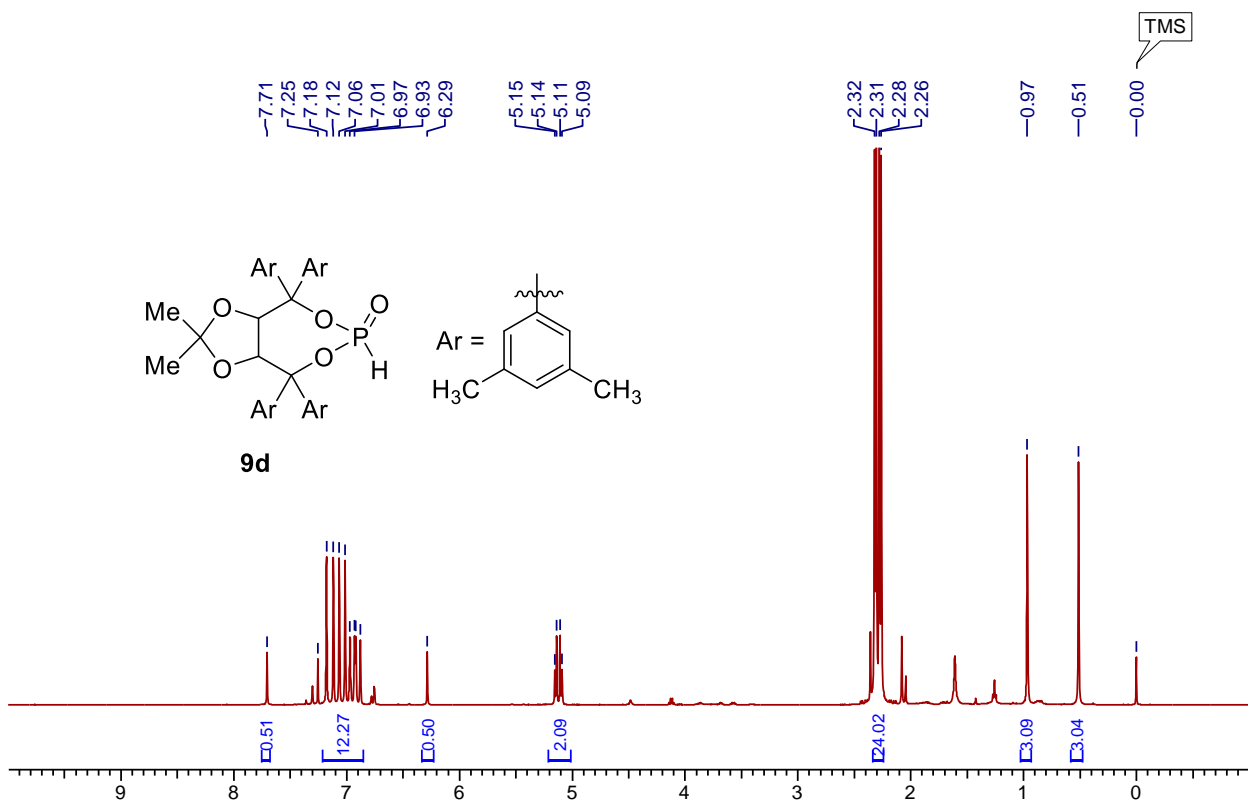 TMS
7.71
7.25
7.18
7.12
7.06
7.01
6.97
6.93
6.29
5.15
5.14
5.11
5.09
2.32
2.31
2.28
2.26
0.97
0.51
-0.00
Ar Ar
Me O O O
P
Me O O H
Ar Ar
9d
Ar =
H3C CH3
0.51 12.27 0.50 2.09 24.02 3.09 3.04
9 8 7 6 5 4 3 2 1 0